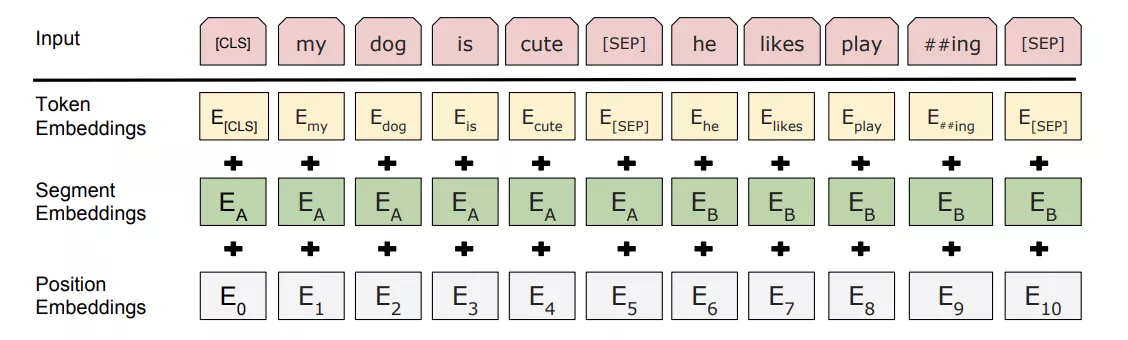 Input [CLS] my dog is cute [SEP] he likes play ##ing [SEP]
Token Embeddings E[CLS] Emy Edog Eis Ecute E[SEP] Ehe Elikes Eplay E##ing E[SEP]
+ + + + + + + + + + +
Segment Embeddings EA EA EA EA EA EA EB EB EB EB EB
+ + + + + + + + + + +
Position Embeddings E0 E1 E2 E3 E4 E5 E6 E7 E8 E9 E10